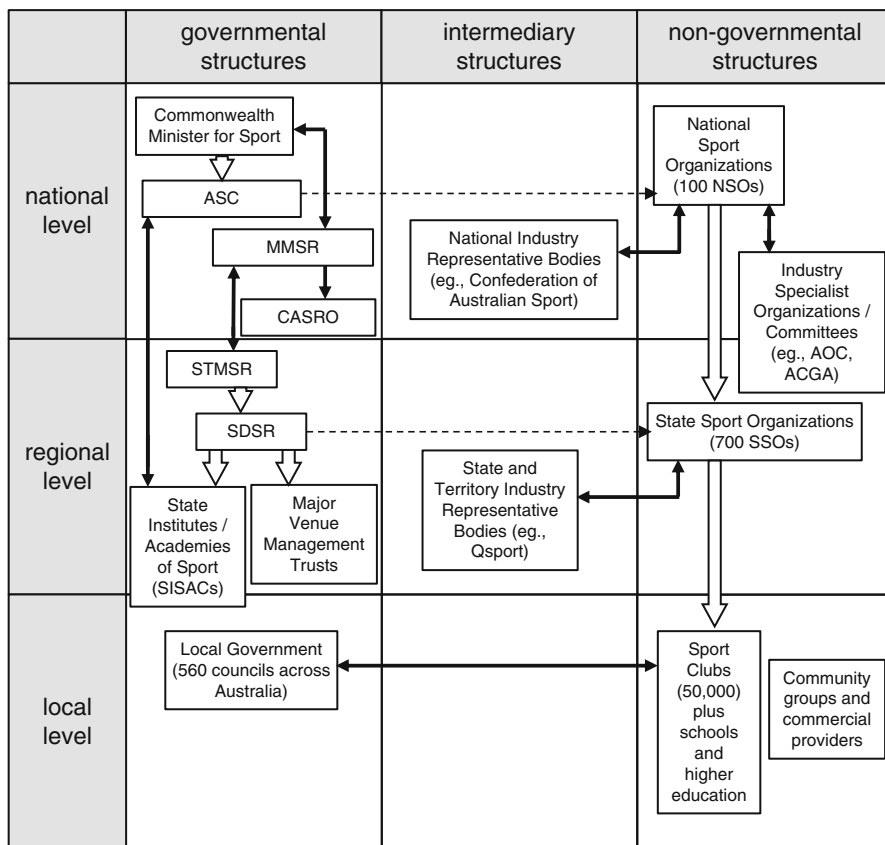 governmental
structures
intermediary
structures
non-governmental
structures
national
level
Commonwealth
Minister for Sport
ASC
MMSR
CASRO
National Industry
Representative Bodies
(eg., Confederation of
Australian Sport)
National
Sport
Organizations
(100 NSOs)
Industry
Specialist
Organizations /
Committees
(eg., AOC,
ACGA)
regional
level
STMSR
SDSR
State
Institutes /
Academies
of Sport
(SISACs)
Major
Venue
Management
Trusts
State and
Territory Industry
Representative
Bodies (eg.,
Qsport)
State Sport Organizations
(700 SSOs)
local
level
Local Government
(560 councils across
Australia)
Sport
Clubs
(50,000)
plus
schools
and
higher
education
Community
groups and
commercial
providers